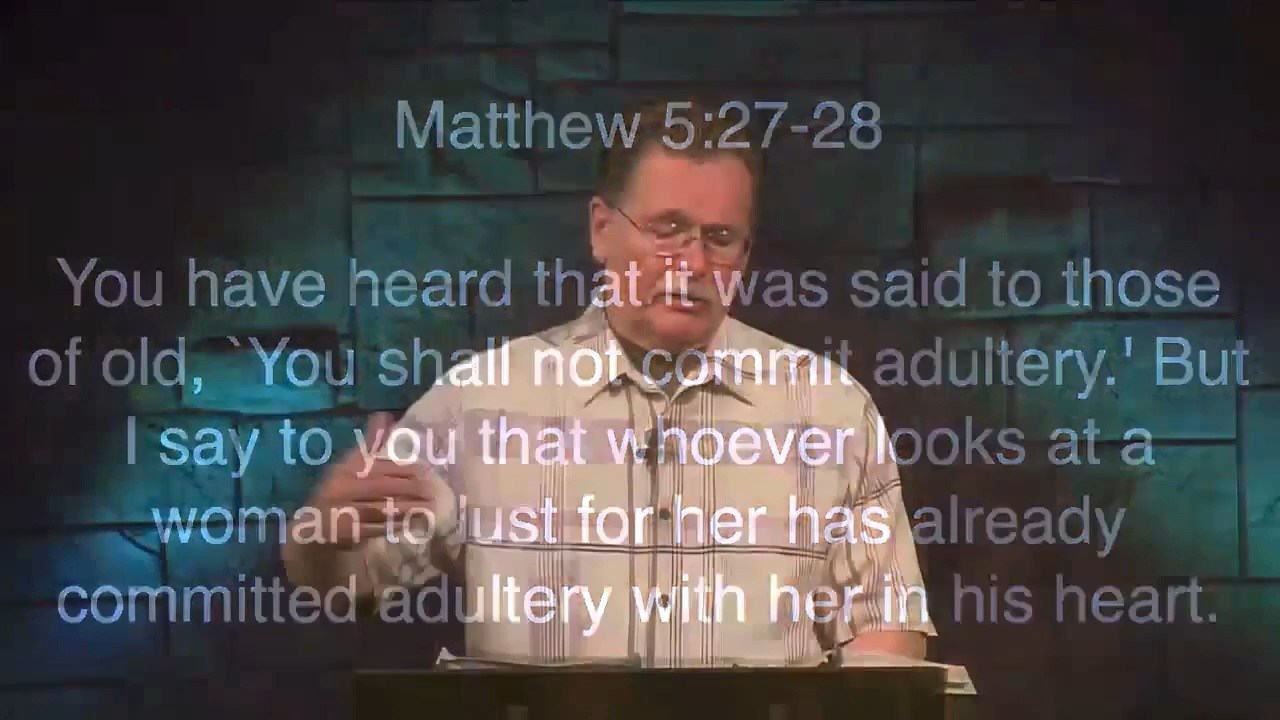 Matthew 5:27-28
You have heard that it was said to those
of old, `You shall not commit adultery.' But
I say to you that whoever looks at a
woman to lust for her has already
committed adultery with her in his heart.